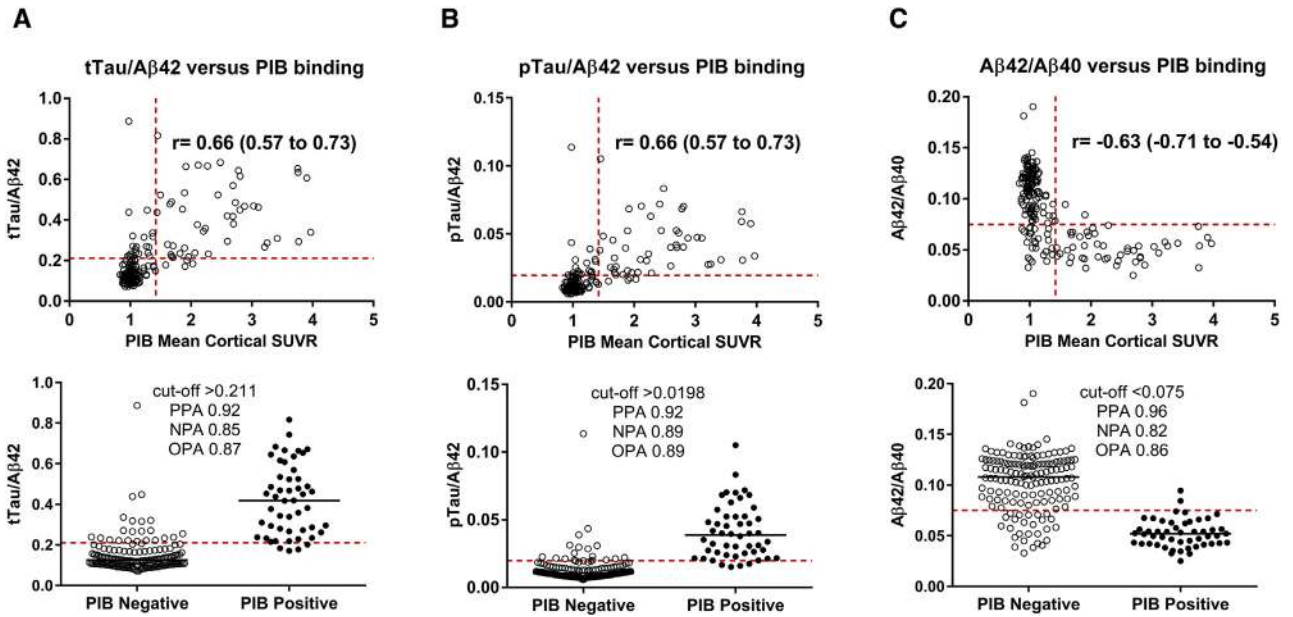 A
B
C
tTau/Aβ42 versus PIB binding
pTau/Aβ42 versus PIB binding
Aβ42/Aβ40 versus PIB binding
tTau/Aβ42
1.0
0.8
0.6
0.4
0.2
0.0
r= 0.66 (0.57 to 0.73)
0 1 2 3 4 5
PIB Mean Cortical SUVR
pTau/Aβ42
0.15
0.10
0.05
0.00
r= 0.66 (0.57 to 0.73)
0 1 2 3 4 5
PIB Mean Cortical SUVR
Aβ42/Aβ40
0.20
0.15
0.10
0.05
0.00
r= -0.63 (-0.71 to -0.54)
0 1 2 3 4 5
PIB Mean Cortical SUVR
tTau/Aβ42
1.0
0.8
0.6
0.4
0.2
0.0
cut-off >0.211
PPA 0.92
NPA 0.85
OPA 0.87
PIB Negative PIB Positive
pTau/Aβ42
0.15
0.10
0.05
0.00
cut-off >0.0198
PPA 0.92
NPA 0.89
OPA 0.89
PIB Negative PIB Positive
Aβ42/Aβ40
0.20
0.15
0.10
0.05
0.00
cut-off <0.075
PPA 0.96
NPA 0.82
OPA 0.86
PIB Negative PIB Positive